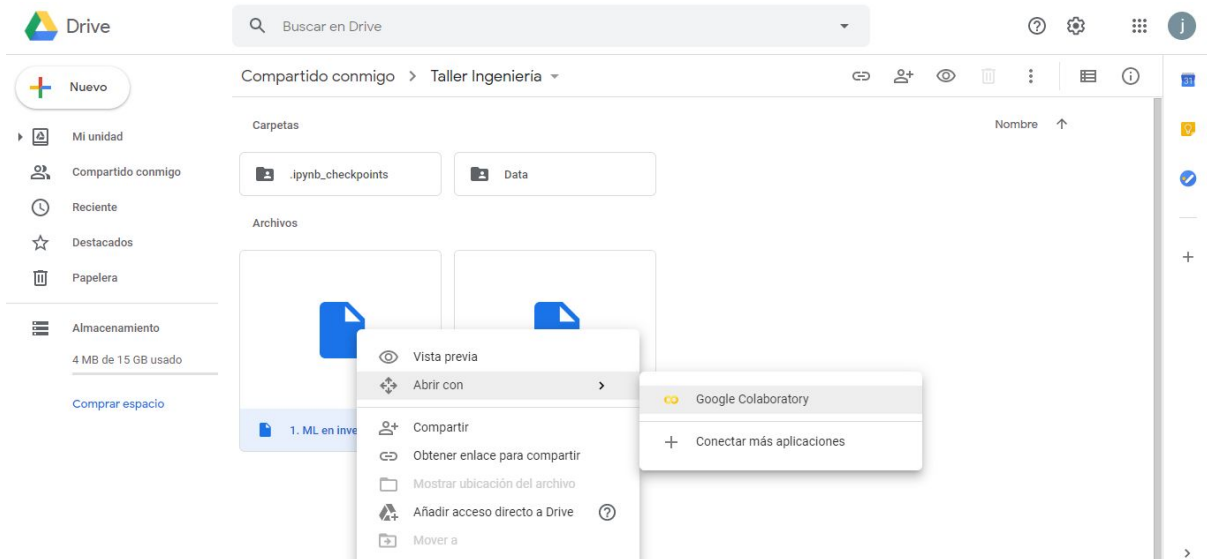 Drive
Buscar en Drive
j
Nuevo
Compartido conmigo > Taller Ingeniería
31
Mi unidad
Compartido conmigo
Reciente
Destacados
Papelera
Almacenamiento
4 MB de 15 GB usado
Comprar espacio
Carpetas
Nombre
.ipynb_checkpoints
Data
Archivos
1. ML en inve
Vista previa
Abrir con
Compartir
Obtener enlace para compartir
Mostrar ubicación del archivo
Añadir acceso directo a Drive
Mover a
Google Colaboratory
Conectar más aplicaciones